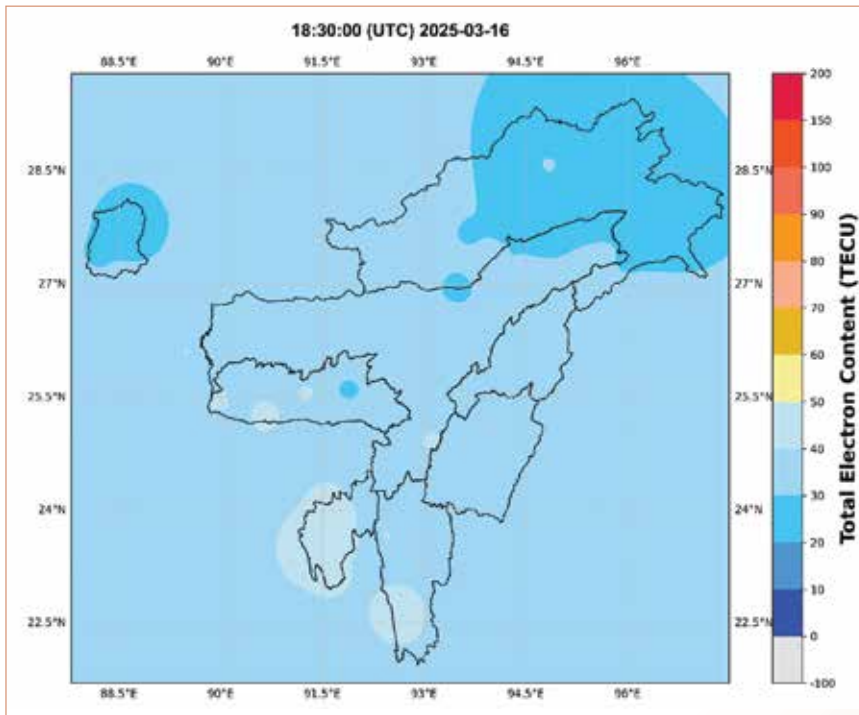 18:30:00 (UTC) 2025-03-16
88.5°E 90°E 91.5°E 93°E 94.5°E 96°E
200
150
28.5°N 100 28.5°N
90
80
27°N 27°N
70
60
25.5°N 25.5°N
50
40
24°N 24°N
30
20
10
22.5°N 22.5°N
0
-100
88.5°E 90°E 91.5°E 93°E 94.5°E 96°E
Total Electron Content (TECU)